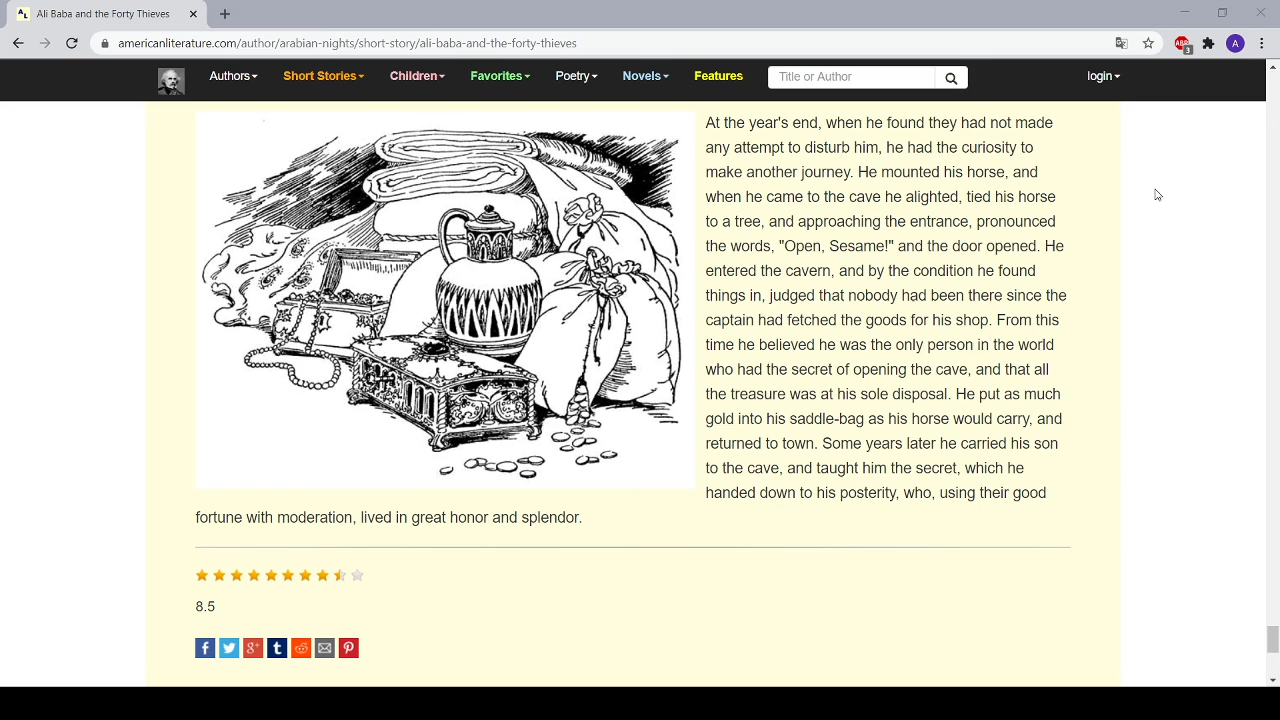 Ali Baba and the Forty Thieves
americanliterature.com/author/arabian-nights/short-story/ali-baba-and-the-forty-thieves
ABP
3
A
Authors
Short Stories
Children
Favorites
Poetry
Novels
Features
Title or Author
login
At the year's end, when he found they had not made
any attempt to disturb him, he had the curiosity to
make another journey. He mounted his horse, and
when he came to the cave he alighted, tied his horse
to a tree, and approaching the entrance, pronounced
the words, "Open, Sesame!" and the door opened. He
entered the cavern, and by the condition he found
things in, judged that nobody had been there since the
captain had fetched the goods for his shop. From this
time he believed he was the only person in the world
who had the secret of opening the cave, and that all
the treasure was at his sole disposal. He put as much
gold into his saddle-bag as his horse would carry, and
returned to town. Some years later he carried his son
to the cave, and taught him the secret, which he
handed down to his posterity, who, using their good
fortune with moderation, lived in great honor and splendor.
8.5